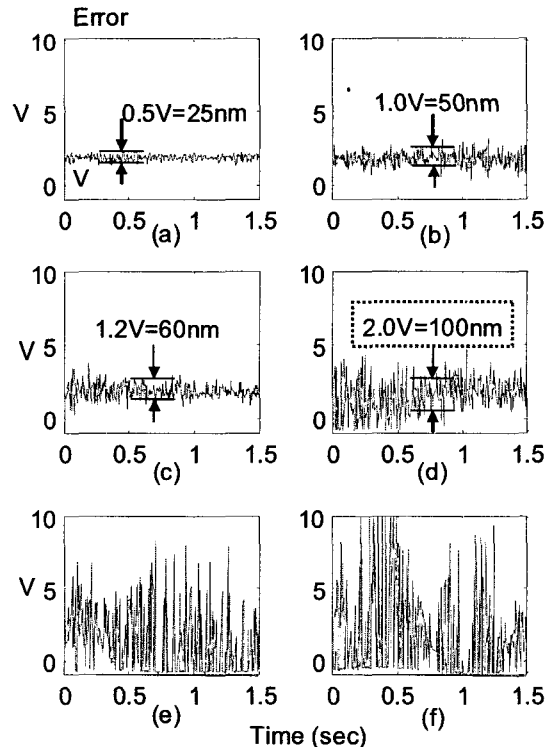 Error
10 10
V 5 5
0.5V=25nm 1.0V=50nm
V
0 0
0 0.5 1 1.5 0 0.5 1 1.5
(a) (b)
10 10
1.2V=60nm 2.0V=100nm
V 5 5
0 0
0 0.5 1 1.5 0 0.5 1 1.5
(c) (d)
10 10
V 5 5
0 0
0 0.5 1 1.5 0 0.5 1 1.5
(e) (f)
Time (sec)